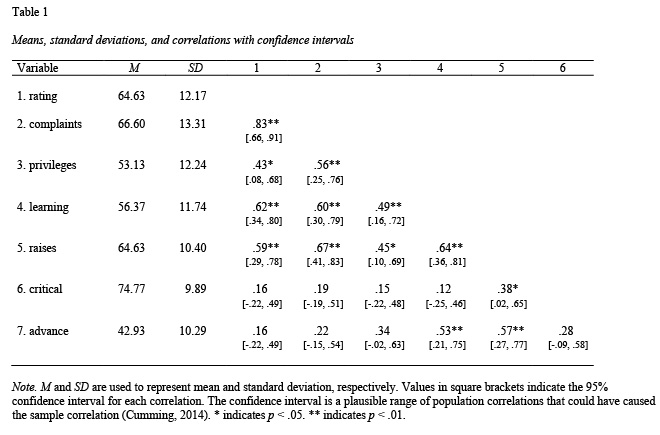 Table 1
Means, standard deviations, and correlations with confidence intervals
Variable M SD 1 2 3 4 5 6
1. rating 64.63 12.17
2. complaints 66.60 13.31 .83**
[.66, .91]
3. privileges 53.13 12.24 .43* .56**
[.08, .68] [.25, .76]
4. learning 56.37 11.74 .62** .60** .49**
[.34, .80] [.30, .79] [.16, .72]
5. raises 64.63 10.40 .59** .67** .45* .64**
[.29, .78] [.41, .83] [.10, .69] [.36, .81]
6. critical 74.77 9.89 .16 .19 .15 .12 .38*
[-.22, .49] [-.19, .51] [-.22, .48] [-.25, .46] [.02, .65]
7. advance 42.93 10.29 .16 .22 .34 .53** .57** .28
[-.22, .49] [-.15, .54] [-.02, .63] [.21, .75] [.27, .77] [-.09, .58]
Note. M and SD are used to represent mean and standard deviation, respectively. Values in square brackets indicate the 95%
confidence interval for each correlation. The confidence interval is a plausible range of population correlations that could have caused
the sample correlation (Cumming, 2014). * indicates p < .05. ** indicates p < .01.